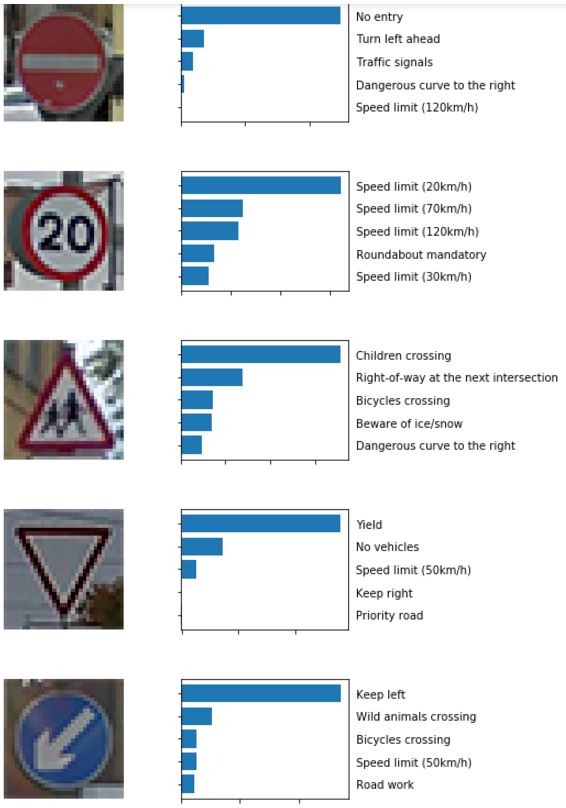 No entry
Turn left ahead
Traffic signals
Dangerous curve to the right
Speed limit (120km/h)
20
Speed limit (20km/h)
Speed limit (70km/h)
Speed limit (120km/h)
Roundabout mandatory
Speed limit (30km/h)
Children crossing
Right-of-way at the next intersection
Bicycles crossing
Beware of ice/snow
Dangerous curve to the right
Yield
No vehicles
Speed limit (50km/h)
Keep right
Priority road
Keep left
Wild animals crossing
Bicycles crossing
Speed limit (50km/h)
Road work